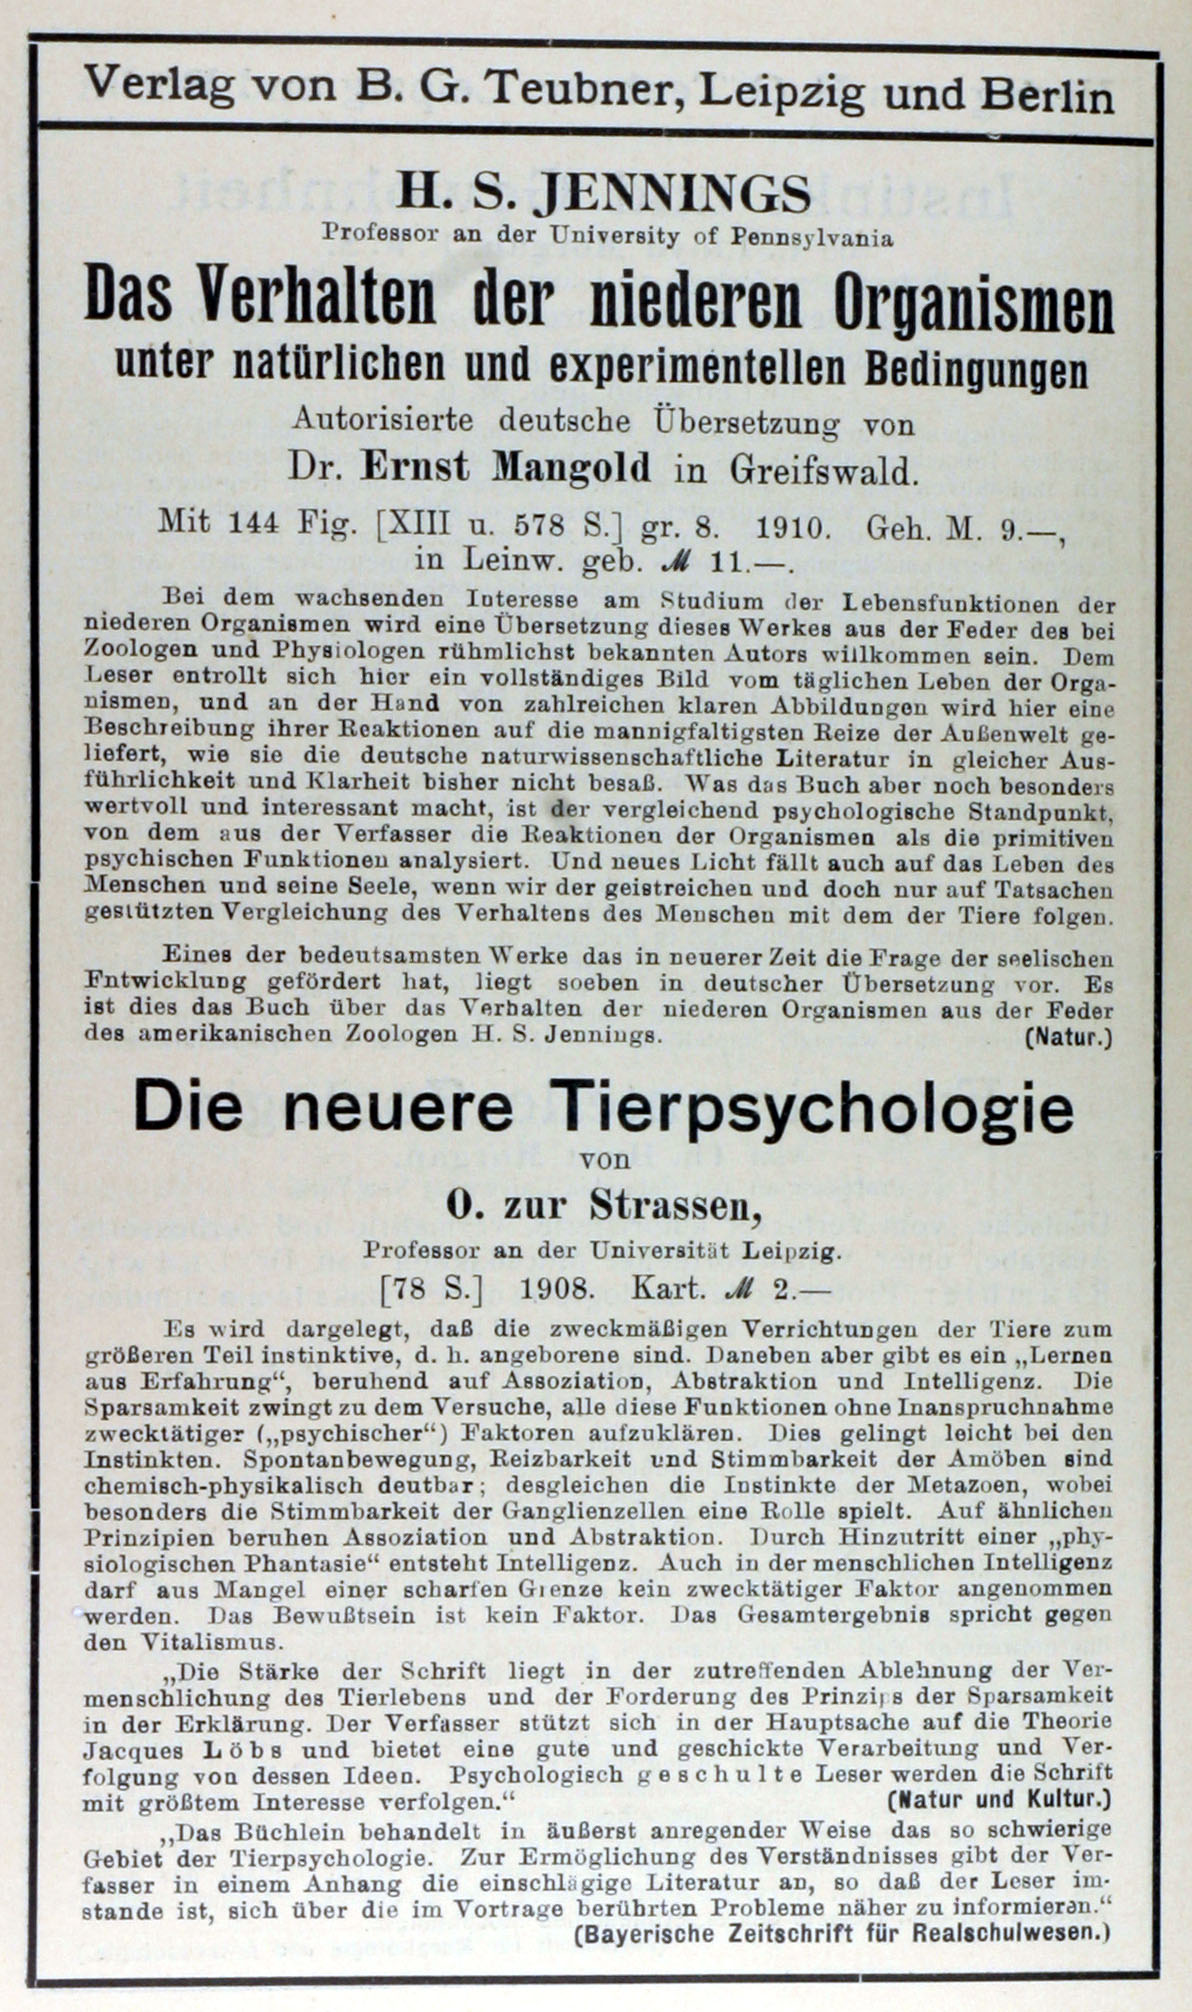 Verlag von B. G. Teubner, Leipzig und Berlin
H. S. JENNINGS
Professor an der University of Pennsylvania
Das Verhalten der niederen Organismen
unter natürlichen und experimentellen Bedingungen
Autorisierte deutsche Übersetzung von
Dr. Ernst Mangold in Greifswald.
Mit 144 Fig. [XIII u. 578 S.] gr. 8. 1910. Geh. M. 9.—,
in Leinw. geb. ℳ 11.—.
Bei dem wachsenden Interesse am Studium der Lebensfunktionen der
niederen Organismen wird eine Übersetzung dieses Werkes aus der Feder des bei
Zoologen und Physiologen rühmlichst bekannten Autors willkommen sein. Dem
Leser entrollt sich hier ein vollständiges Bild vom täglichen Leben der Orga-
nismen, und an der Hand von zahlreichen klaren Abbildungen wird hier eine
Beschreibung ihrer Reaktionen auf die mannigfaltigsten Reize der Außenwelt ge-
liefert, wie sie die deutsche naturwissenschaftliche Literatur in gleicher Aus-
führlichkeit und Klarheit bisher nicht besaß. Was das Buch aber noch besonders
wertvoll und interessant macht, ist der vergleichend psychologische Standpunkt,
von dem aus der Verfasser die Reaktionen der Organismen als die primitiven
psychischen Funktionen analysiert. Und neues Licht fällt auch auf das Leben des
Menschen und seine Seele, wenn wir der geistreichen und doch nur auf Tatsachen
gestützten Vergleichung des Verhaltens des Menschen mit dem der Tiere folgen.
Eines der bedeutsamsten Werke das in neuerer Zeit die Frage der seelischen
Entwicklung gefördert hat, liegt soeben in deutscher Übersetzung vor. Es
ist dies das Buch über das Verhalten der niederen Organismen aus der Feder
des amerikanischen Zoologen H. S. Jennings. (Natur.)
Die neuere Tierpsychologie
von
O. zur Strassen,
Professor an der Universität Leipzig.
[78 S.] 1908. Kart. ℳ 2.—
Es wird dargelegt, daß die zweckmäßigen Verrichtungen der Tiere zum
größeren Teil instinktive, d. h. angeborene sind. Daneben aber gibt es ein „Lernen
aus Erfahrung“, beruhend auf Assoziation, Abstraktion und Intelligenz. Die
Sparsamkeit zwingt zu dem Versuche, alle diese Funktionen ohne Inanspruchnahme
zwecktätiger („psychischer“) Faktoren aufzuklären. Dies gelingt leicht bei den
Instinkten. Spontanbewegung, Reizbarkeit und Stimmbarkeit der Amöben sind
chemisch-physikalisch deutbar; desgleichen die Instinkte der Metazoen, wobei
besonders die Stimmbarkeit der Ganglienzellen eine Rolle spielt. Auf ähnlichen
Prinzipien beruhen Assoziation und Abstraktion. Durch Hinzutritt einer „phy-
siologischen Phantasie“ entsteht Intelligenz. Auch in der menschlichen Intelligenz
darf aus Mangel einer scharfen Grenze kein zwecktätiger Faktor angenommen
werden. Das Bewußtsein ist kein Faktor. Das Gesamtergebnis spricht gegen
den Vitalismus.
„Die Stärke der Schrift liegt in der zutreffenden Ablehnung der Ver-
menschlichung des Tierlebens und der Forderung des Prinzips der Sparsamkeit
in der Erklärung. Der Verfasser stützt sich in der Hauptsache auf die Theorie
Jacques Löbs und bietet eine gute und geschickte Verarbeitung und Ver-
folgung von dessen Ideen. Psychologisch geschulte Leser werden die Schrift
mit größtem Interesse verfolgen.“ (Natur und Kultur.)
„Das Büchlein behandelt in äußerst anregender Weise das so schwierige
Gebiet der Tierpsychologie. Zur Ermöglichung des Verständnisses gibt der Ver-
fasser in einem Anhang die einschlägige Literatur an, so daß der Leser im-
stande ist, sich über die im Vortrage berührten Probleme näher zu informieren.“
(Bayerische Zeitschrift für Realschulwesen.)